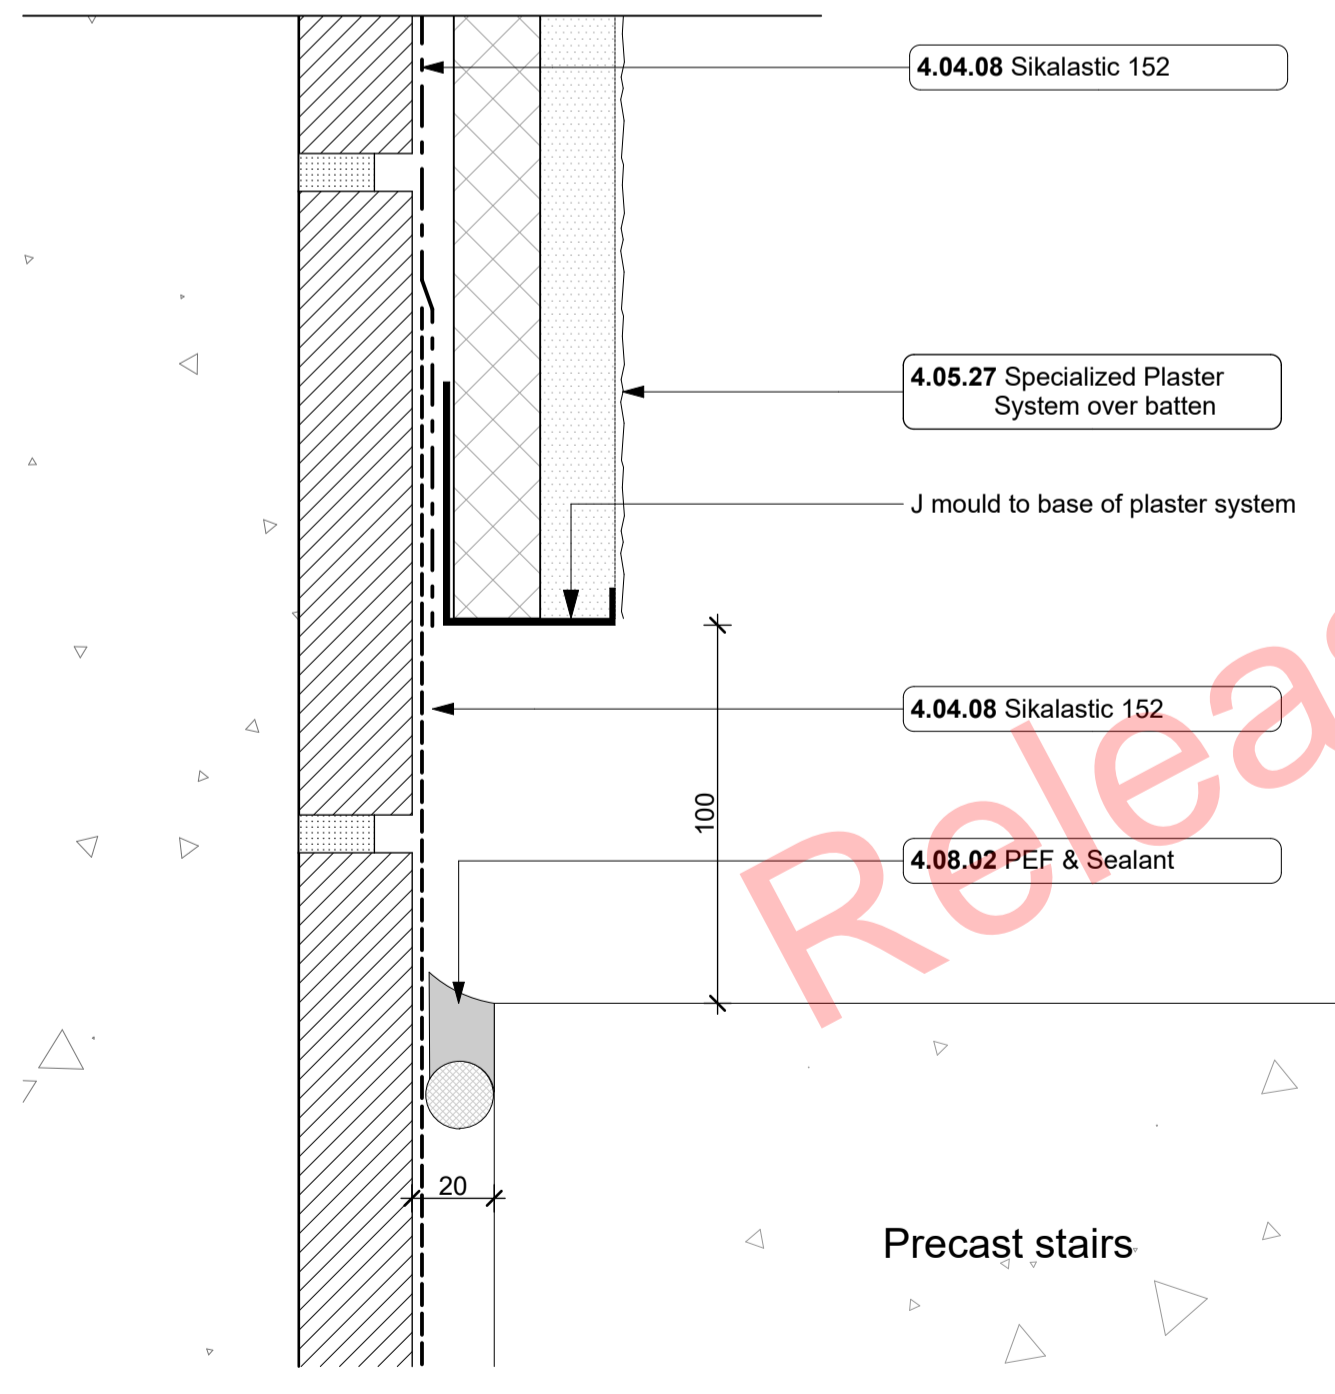 4.04.08 Sikalastic 152
4.05.27 Specialized Plaster
System over batten
J mould to base of plaster system
4.04.08 Sikalastic 152
100
4.08.02 PEF & Sealant
Releas
20
Precast stairs